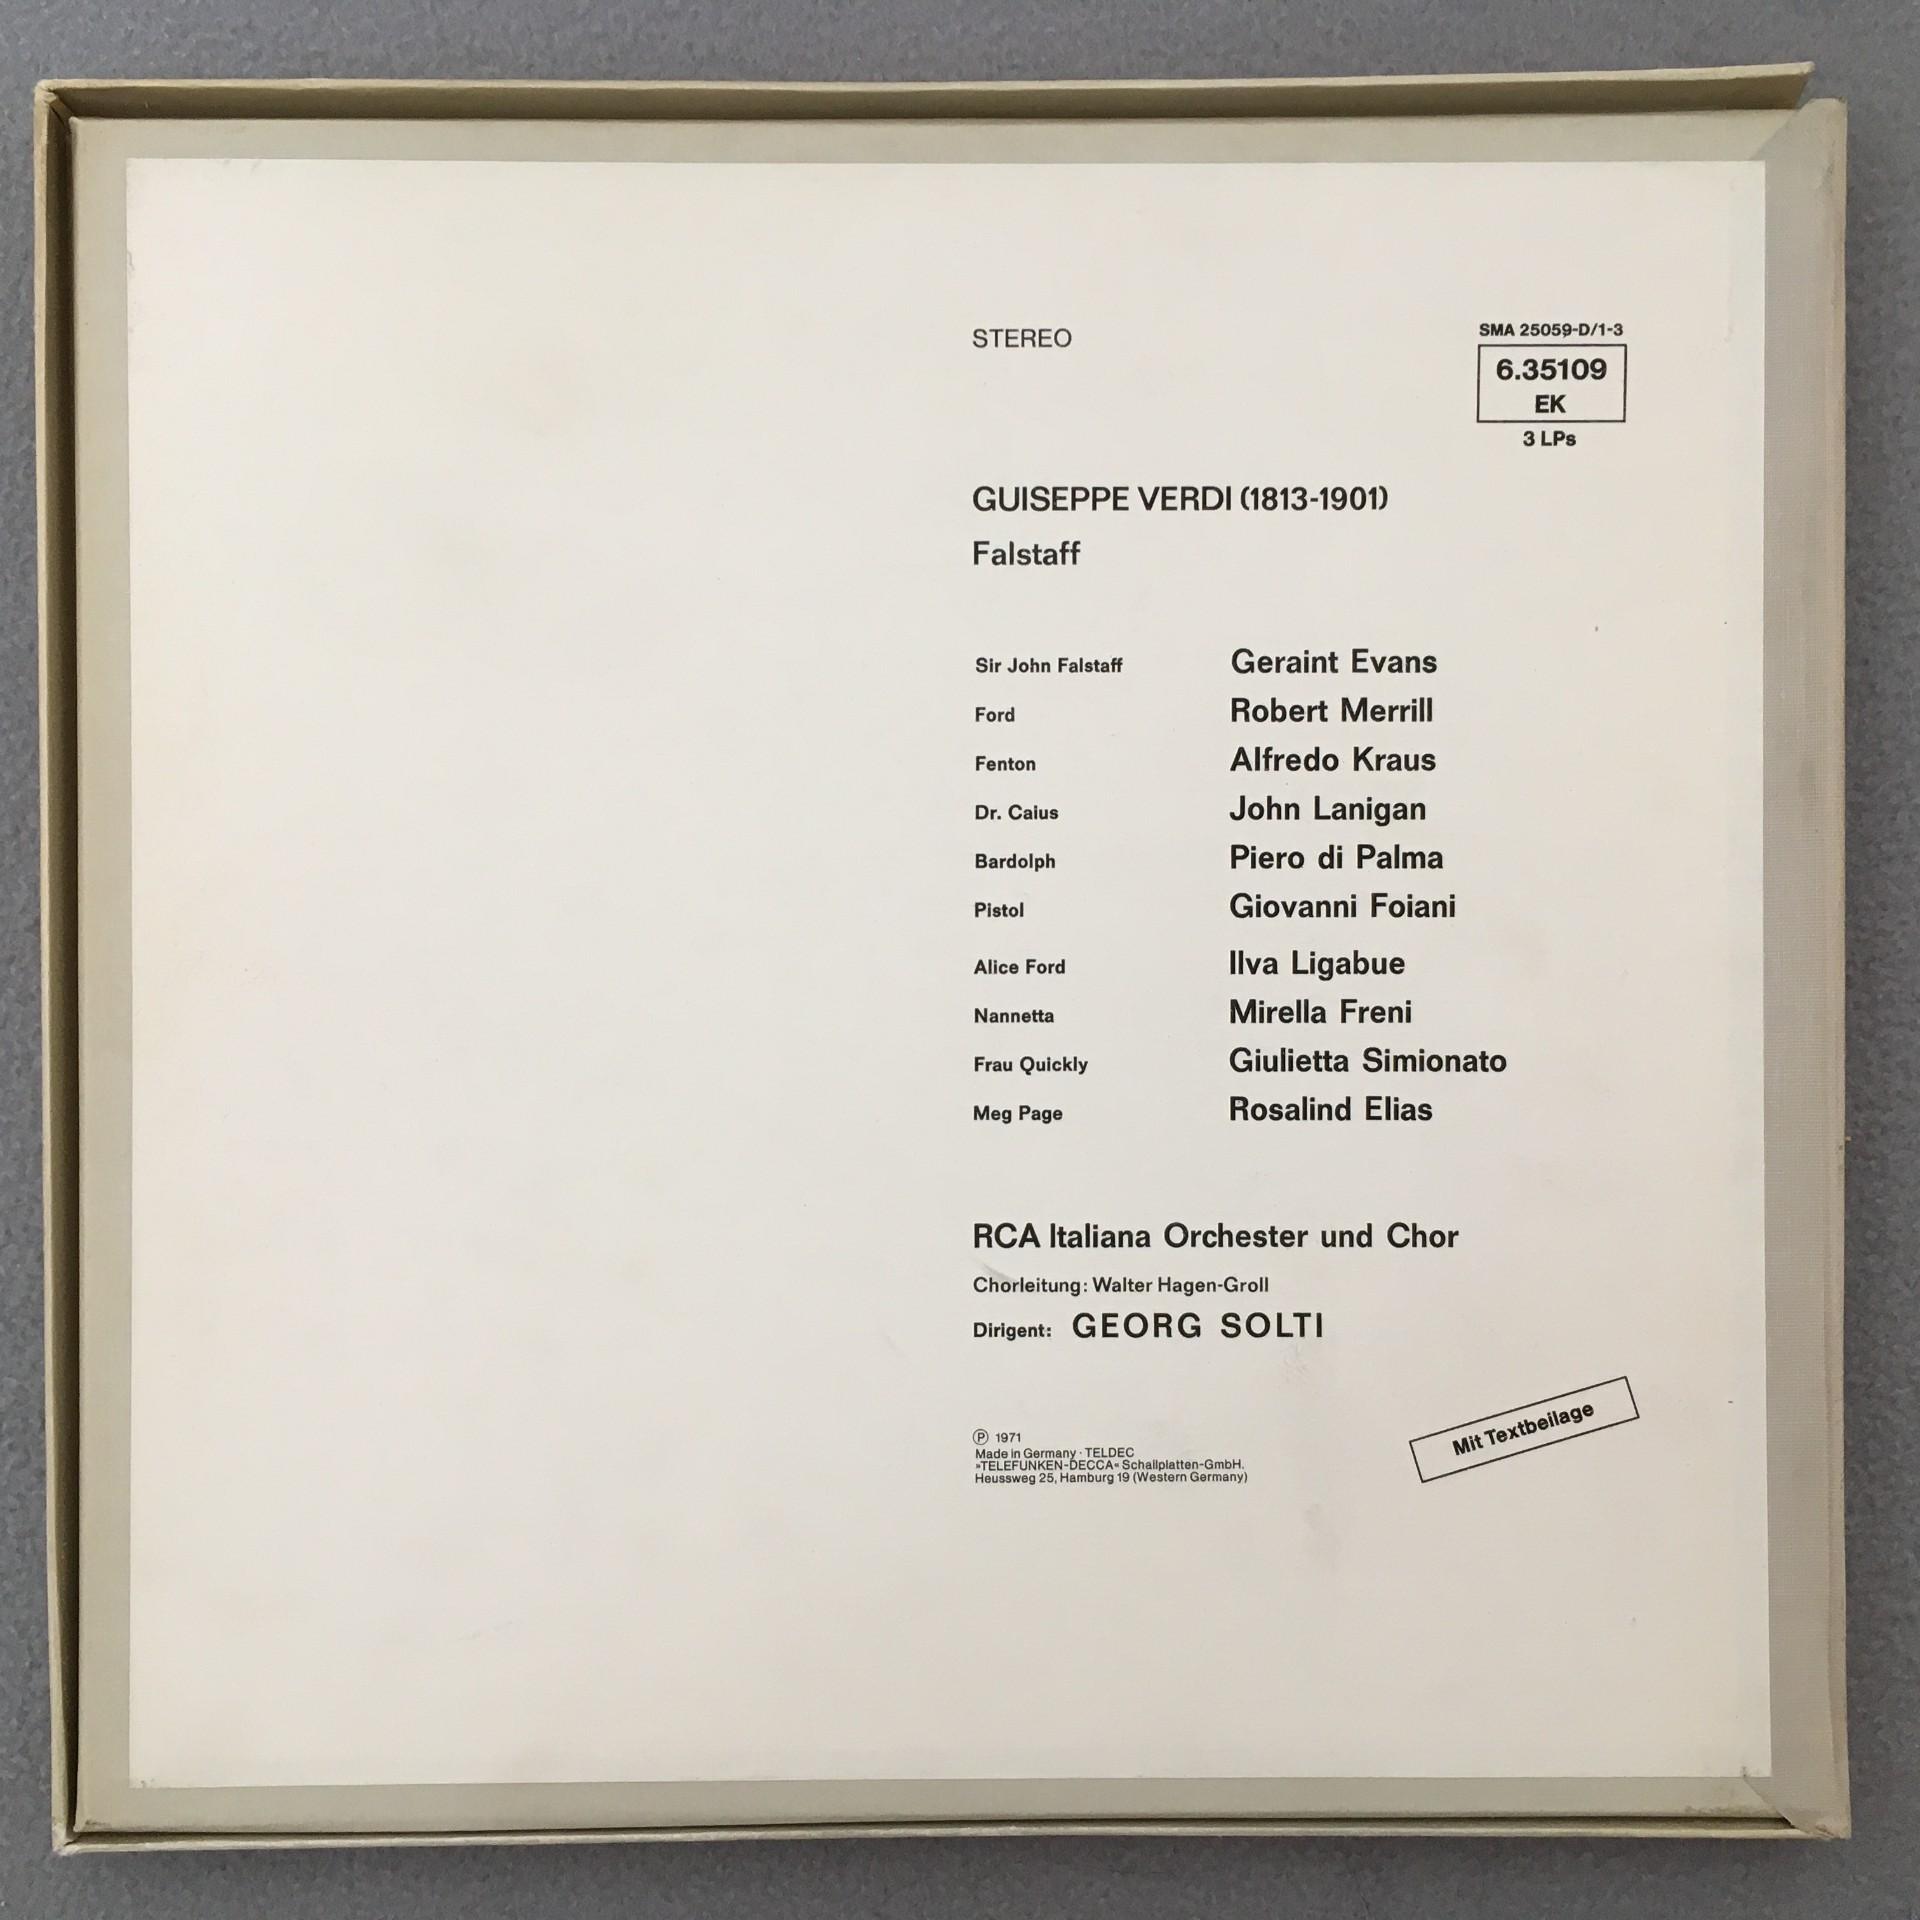 STEREO
SMA 25059-D/1-3
6.35109
EK
3 LPs
GUISEPPE VERDI (1813-1901)
Falstaff
Sir John Falstaff Geraint Evans
Ford Robert Merrill
Fenton Alfredo Kraus
Dr. Caius John Lanigan
Bardolph Piero di Palma
Pistol Giovanni Foiani
Alice Ford Ilva Ligabue
Nannetta Mirella Freni
Frau Quickly Giulietta Simionato
Meg Page Rosalind Elias
RCA Italiana Orchester und Chor
Chorleitung: Walter Hagen-Groll
Dirigent: GEORG SOLTI
Ⓟ 1971
Made in Germany · TELDEC
»TELEFUNKEN-DECCA« Schallplatten-GmbH.
Heussweg 25, Hamburg 19 (Western Germany)
Mit Textbeilage